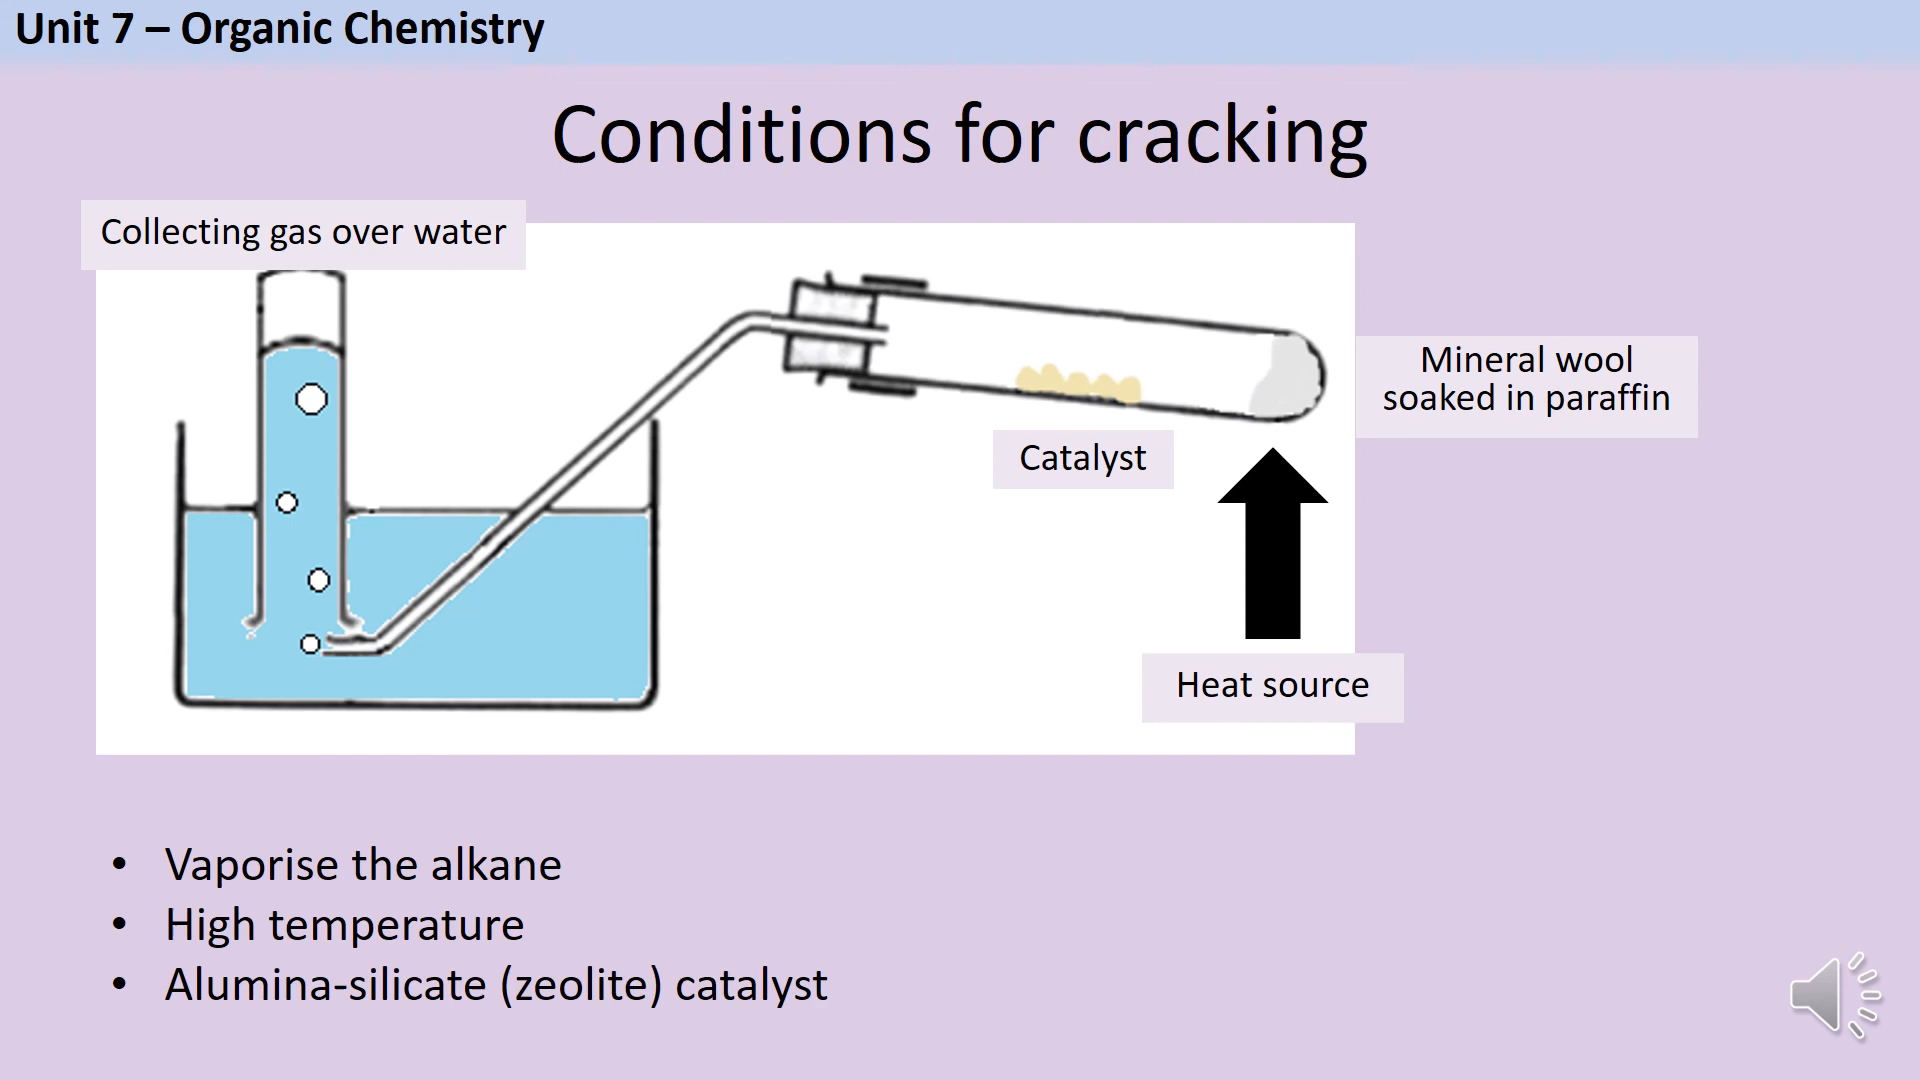 Unit 7 – Organic Chemistry
Conditions for cracking
Collecting gas over water
Mineral wool
soaked in paraffin
Catalyst
Heat source
• Vaporise the alkane
• High temperature
• Alumina-silicate (zeolite) catalyst